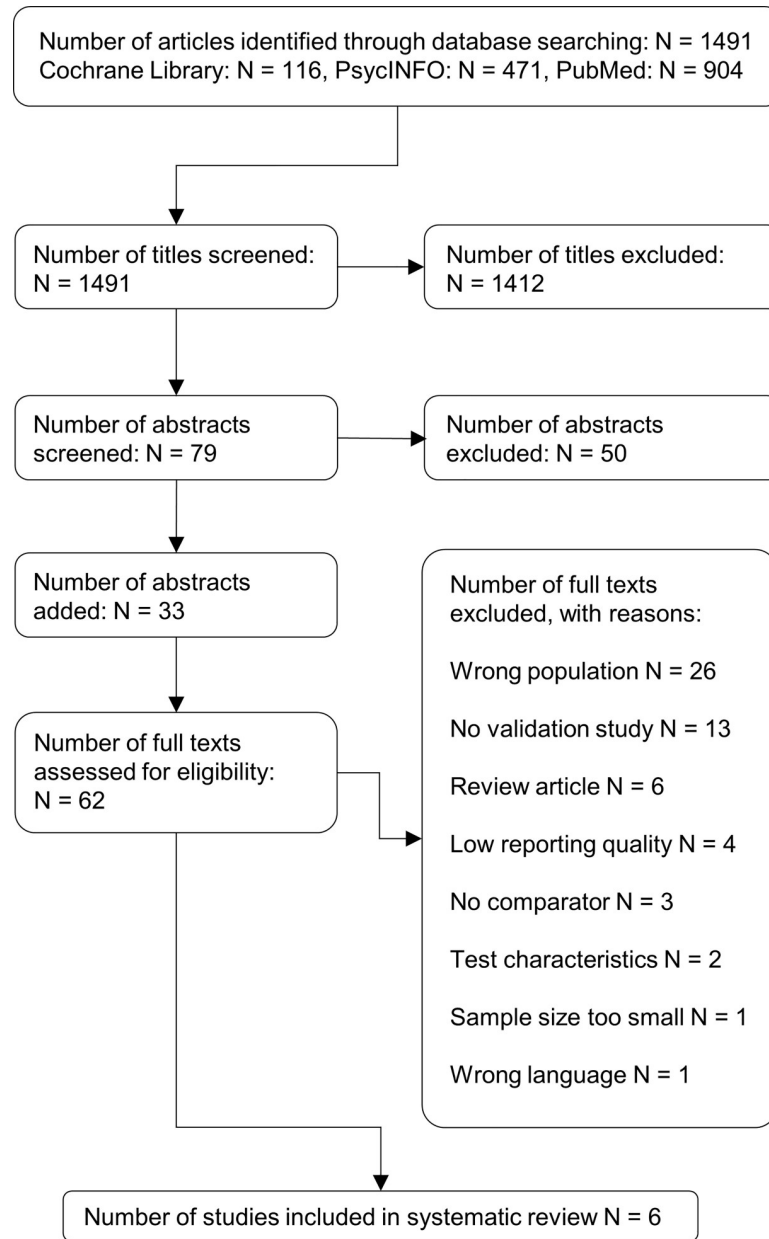 Number of articles identified through database searching: N = 1491
Cochrane Library: N = 116, PsycINFO: N = 471, PubMed: N = 904
Number of titles screened:
N = 1491
Number of titles excluded:
N = 1412
Number of abstracts
screened: N = 79
Number of abstracts
excluded: N = 50
Number of abstracts
added: N = 33
Number of full texts
assessed for eligibility:
N = 62
Number of full texts
excluded, with reasons:
Wrong population N = 26
No validation study N = 13
Review article N = 6
Low reporting quality N = 4
No comparator N = 3
Test characteristics N = 2
Sample size too small N = 1
Wrong language N = 1
Number of studies included in systematic review N = 6